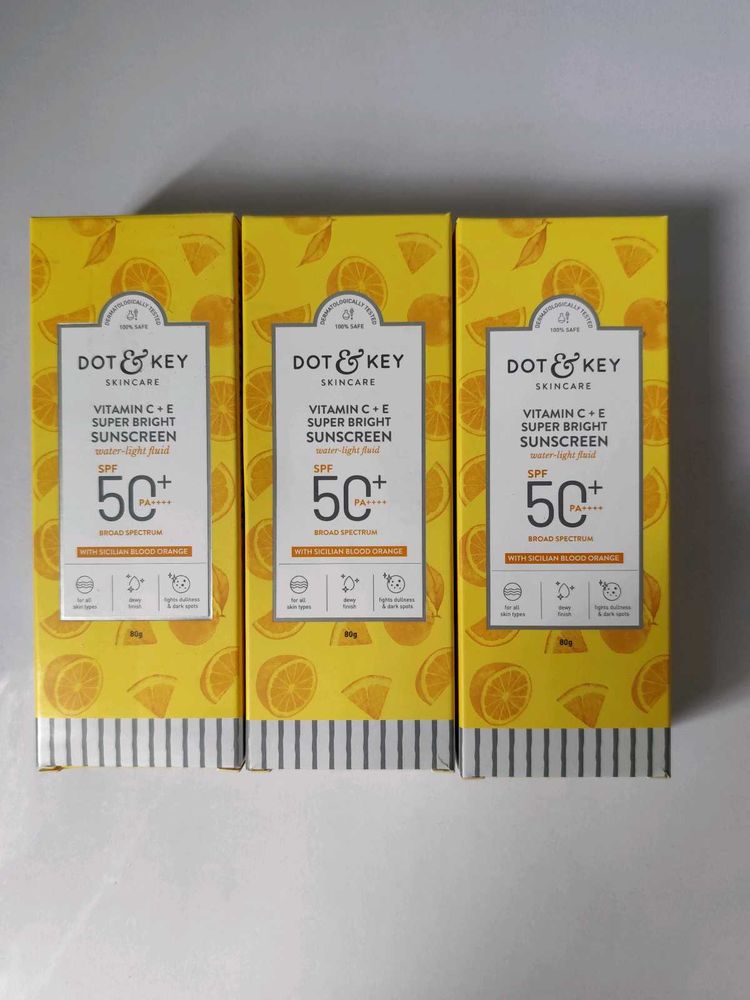 DERMATOLOGICALLY TESTED
100% SAFE
DOT & KEY
SKINCARE
VITAMIN C + E
SUPER BRIGHT
SUNSCREEN
water-light fluid
SPF
50+
PA++++
BROAD SPECTRUM
WITH SICILIAN BLOOD ORANGE
for all
skin types
dewy
finish
fights dullness
& dark spots
80g
DERMATOLOGICALLY TESTED
100% SAFE
DOT & KEY
SKINCARE
VITAMIN C + E
SUPER BRIGHT
SUNSCREEN
water-light fluid
SPF
50+
PA++++
BROAD SPECTRUM
WITH SICILIAN BLOOD ORANGE
for all
skin types
dewy
finish
fights dullness
& dark spots
80g
DERMATOLOGICALLY TESTED
100% SAFE
DOT & KEY
SKINCARE
VITAMIN C + E
SUPER BRIGHT
SUNSCREEN
water-light fluid
SPF
50+
PA++++
BROAD SPECTRUM
WITH SICILIAN BLOOD ORANGE
for all
skin types
dewy
finish
fights dullness
& dark spots
80g